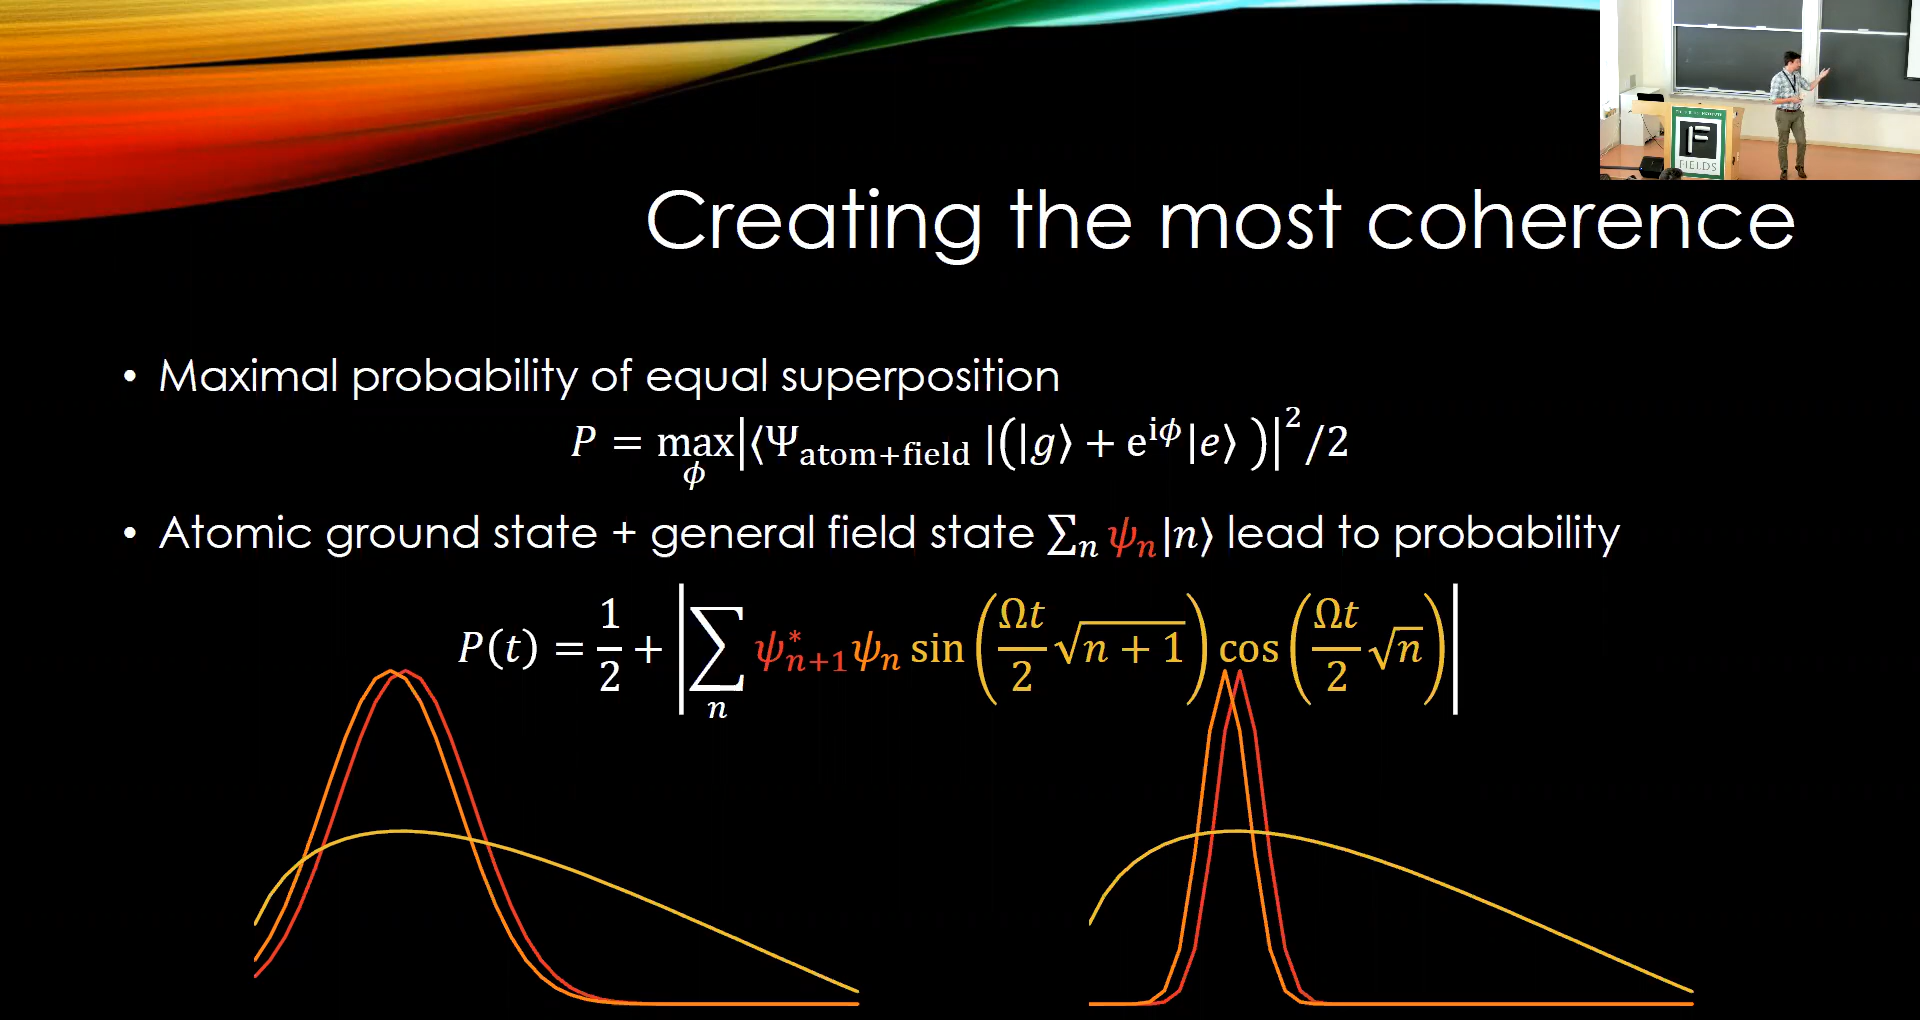 Creating the most coherence
• Maximal probability of equal superposition
P = max_ϕ |⟨Ψ_atom+field |(|g⟩ + e^{iϕ}|e⟩ )|^2/2
• Atomic ground state + general field state ∑_n ψ_n|n⟩ lead to probability
P(t) = 1/2 + |∑_n ψ*_{n+1}ψ_n sin(Ωt/2 √(n + 1)) cos(Ωt/2 √n)|
F
FIELDS